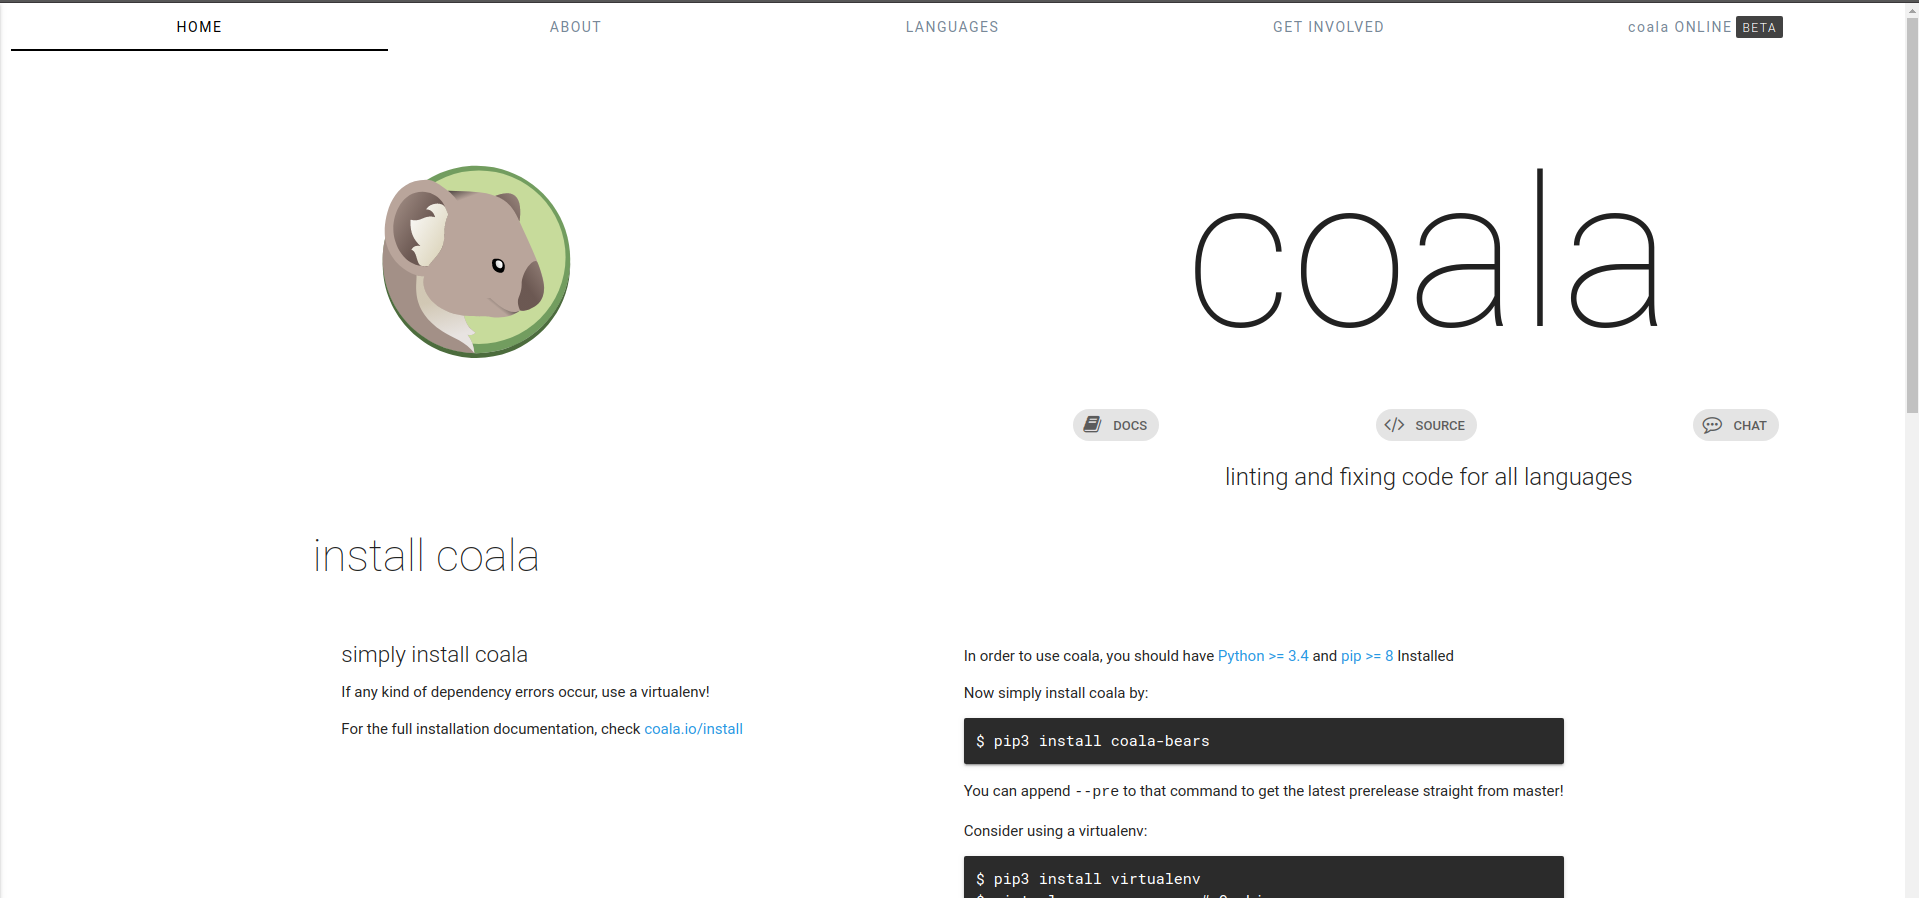 HOME
ABOUT
LANGUAGES
GET INVOLVED
coala ONLINE BETA
coala
DOCS
SOURCE
CHAT
linting and fixing code for all languages
install coala
simply install coala
If any kind of dependency errors occur, use a virtualenv!
For the full installation documentation, check coala.io/install
In order to use coala, you should have Python >= 3.4 and pip >= 8 Installed
Now simply install coala by:
$ pip3 install coala-bears
You can append --pre to that command to get the latest prerelease straight from master!
Consider using a virtualenv:
$ pip3 install virtualenv